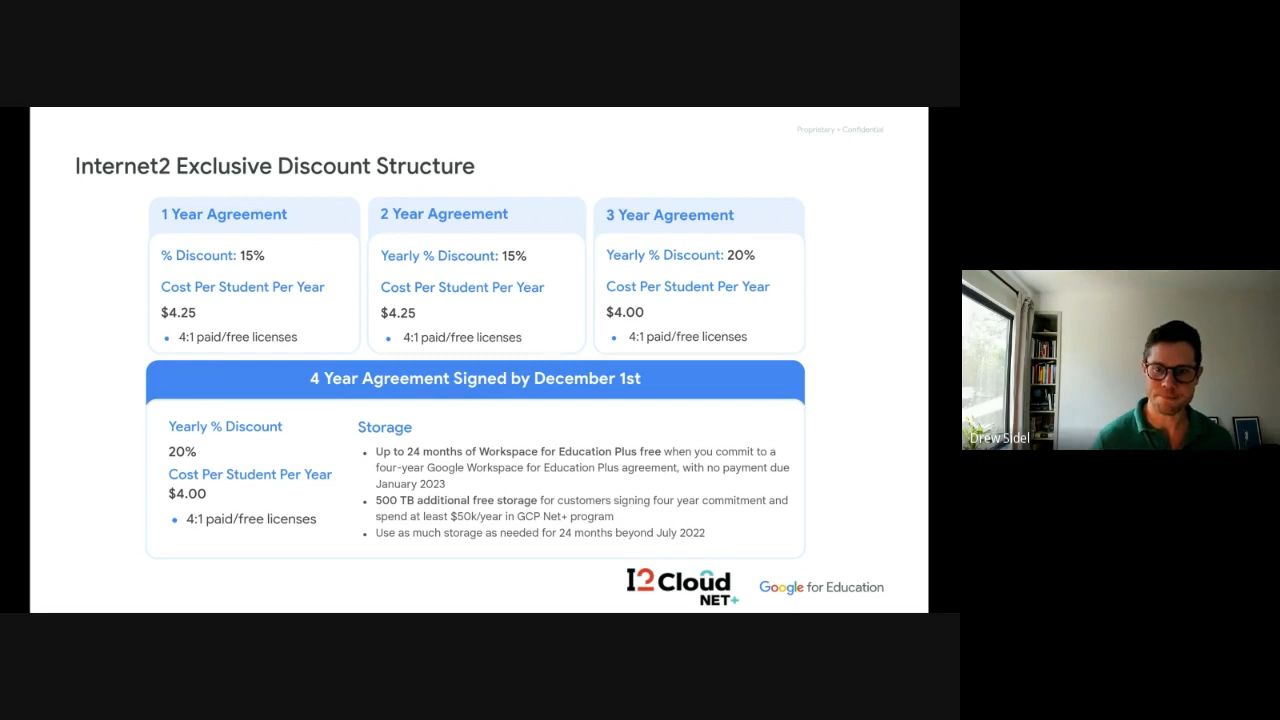 Proprietary + Confidential
Internet2 Exclusive Discount Structure
1 Year Agreement
% Discount: 15%
Cost Per Student Per Year
$4.25
• 4:1 paid/free licenses
2 Year Agreement
Yearly % Discount: 15%
Cost Per Student Per Year
$4.25
• 4:1 paid/free licenses
3 Year Agreement
Yearly % Discount: 20%
Cost Per Student Per Year
$4.00
• 4:1 paid/free licenses
4 Year Agreement Signed by December 1st
Yearly % Discount
20%
Cost Per Student Per Year
$4.00
• 4:1 paid/free licenses
Storage
• Up to 24 months of Workspace for Education Plus free when you commit to a
four-year Google Workspace for Education Plus agreement, with no payment due
January 2023
• 500 TB additional free storage for customers signing four year commitment and
spend at least $50k/year in GCP Net+ program
• Use as much storage as needed for 24 months beyond July 2022
I2 Cloud
NET+
Google for Education
Drew Sidel